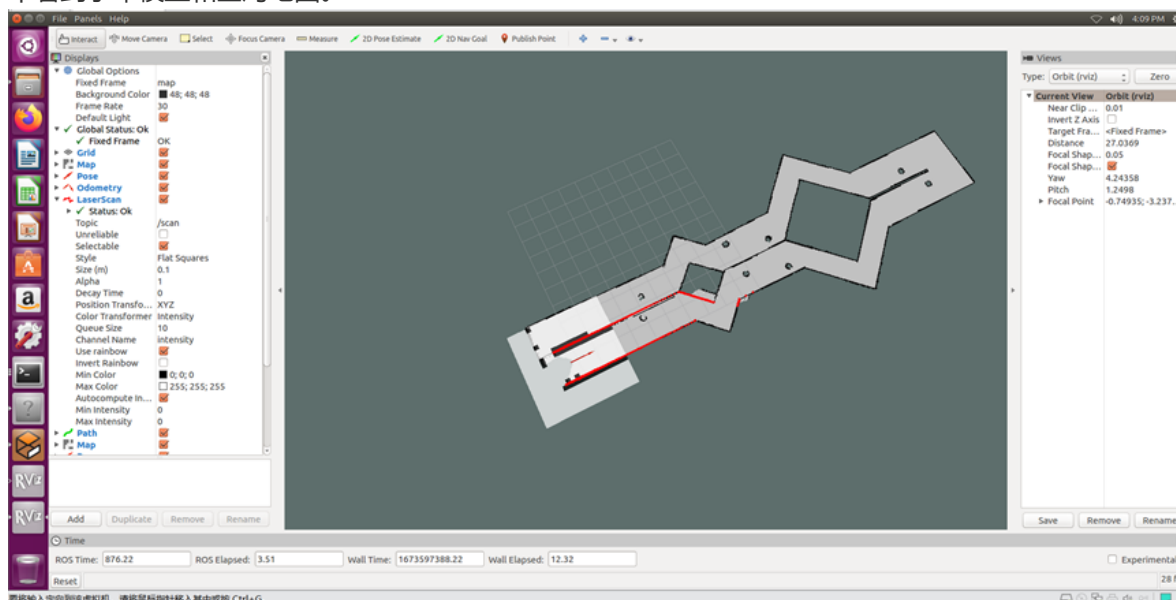 File Panels Help
4:09 PM
Interact Move Camera Select Focus Camera Measure 2D Pose Estimate 2D Nav Goal Publish Point
Displays
Global Options
Fixed Frame map
Background Color 48; 48; 48
Frame Rate 30
Default Light
Global Status: Ok
Fixed Frame OK
Grid
Map
Pose
Odometry
LaserScan
Status: Ok
Topic /scan
Unreliable
Selectable
Style Flat Squares
Size (m) 0.1
Alpha 1
Decay Time 0
Position Transfo... XYZ
Color Transformer Intensity
Queue Size 10
Channel Name intensity
Use rainbow
Invert Rainbow
Min Color 0; 0; 0
Max Color 255; 255; 255
Autocompute In...
Min Intensity 0
Max Intensity 0
Path
Map
Add Duplicate Remove Rename
Views
Type: Orbit (rviz) Zero
Current View Orbit (rviz)
Near Clip ... 0.01
Invert Z Axis
Target Fra... <Fixed Frame>
Distance 27.0369
Focal Shap... 0.05
Focal Shap...
Yaw 4.24358
Pitch 1.2498
Focal Point -0.74935; -3.237...
Save Remove Rename
Time
ROS Time: 876.22 ROS Elapsed: 3.51 Wall Time: 1673597388.22 Wall Elapsed: 12.32 Experimental
Reset 28 f
a
RViz
RViz